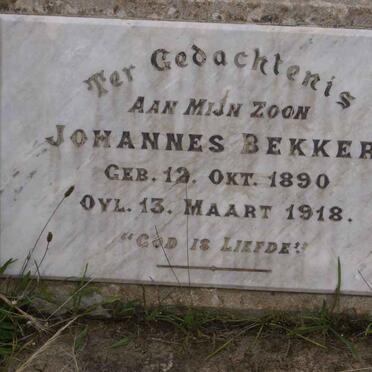 Ter Gedachtenis
Aan Mijn Zoon
Johannes Bekker
Geb. 12. Okt. 1890
Ovl. 13. Maart 1918.
"God is Liefde."